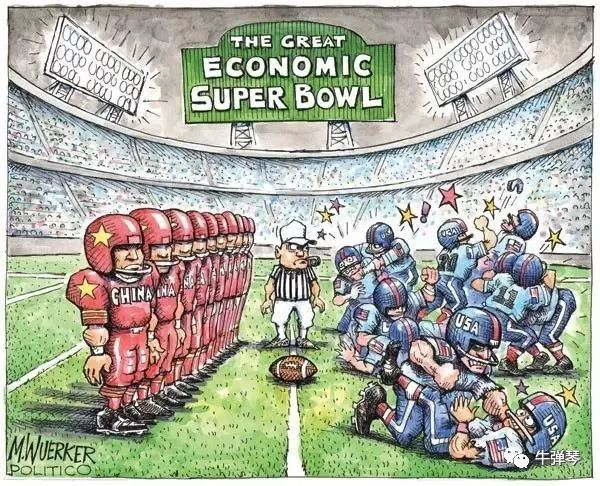 THE GREAT
ECONOMIC
SUPER BOWL
CHINA
USA
USA
USA
M.WUERKER
POLITICO
牛弹琴